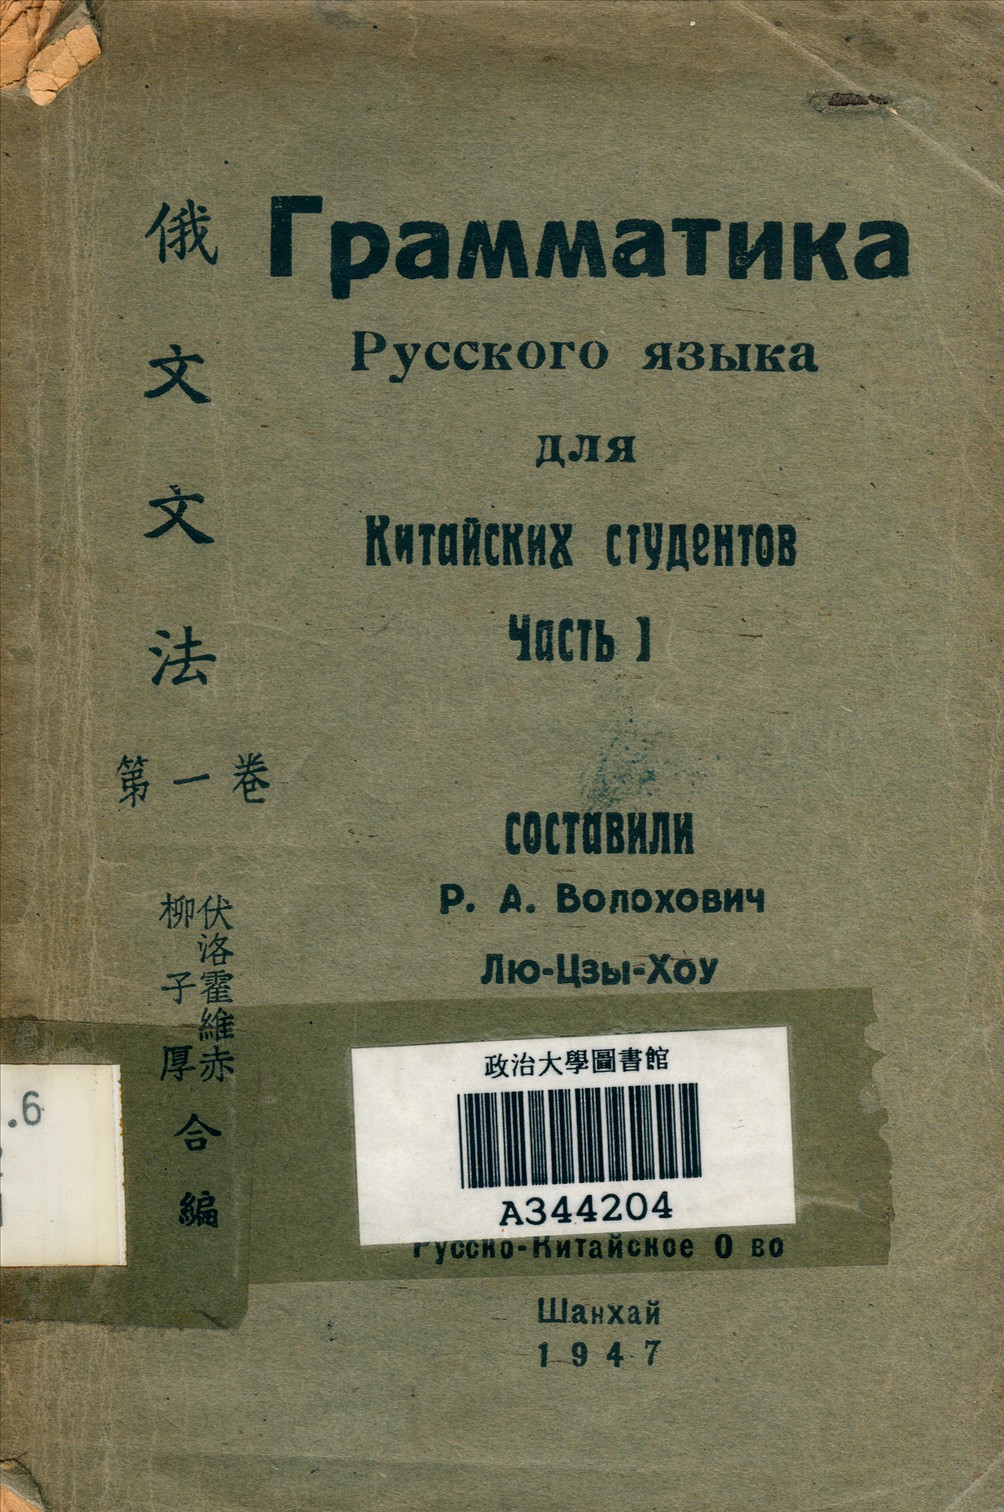 Грамматика
Русского языка
для
Китайских студентов
Часть 1
составили
Р. А. Волохович
Лю-Цзы-Хоу
俄文文法
第一卷
伏洛霍維赤
柳子厚
合編
.6
政治大學圖書館
A344204
Русско-Китайское О во
Шанхай
1947